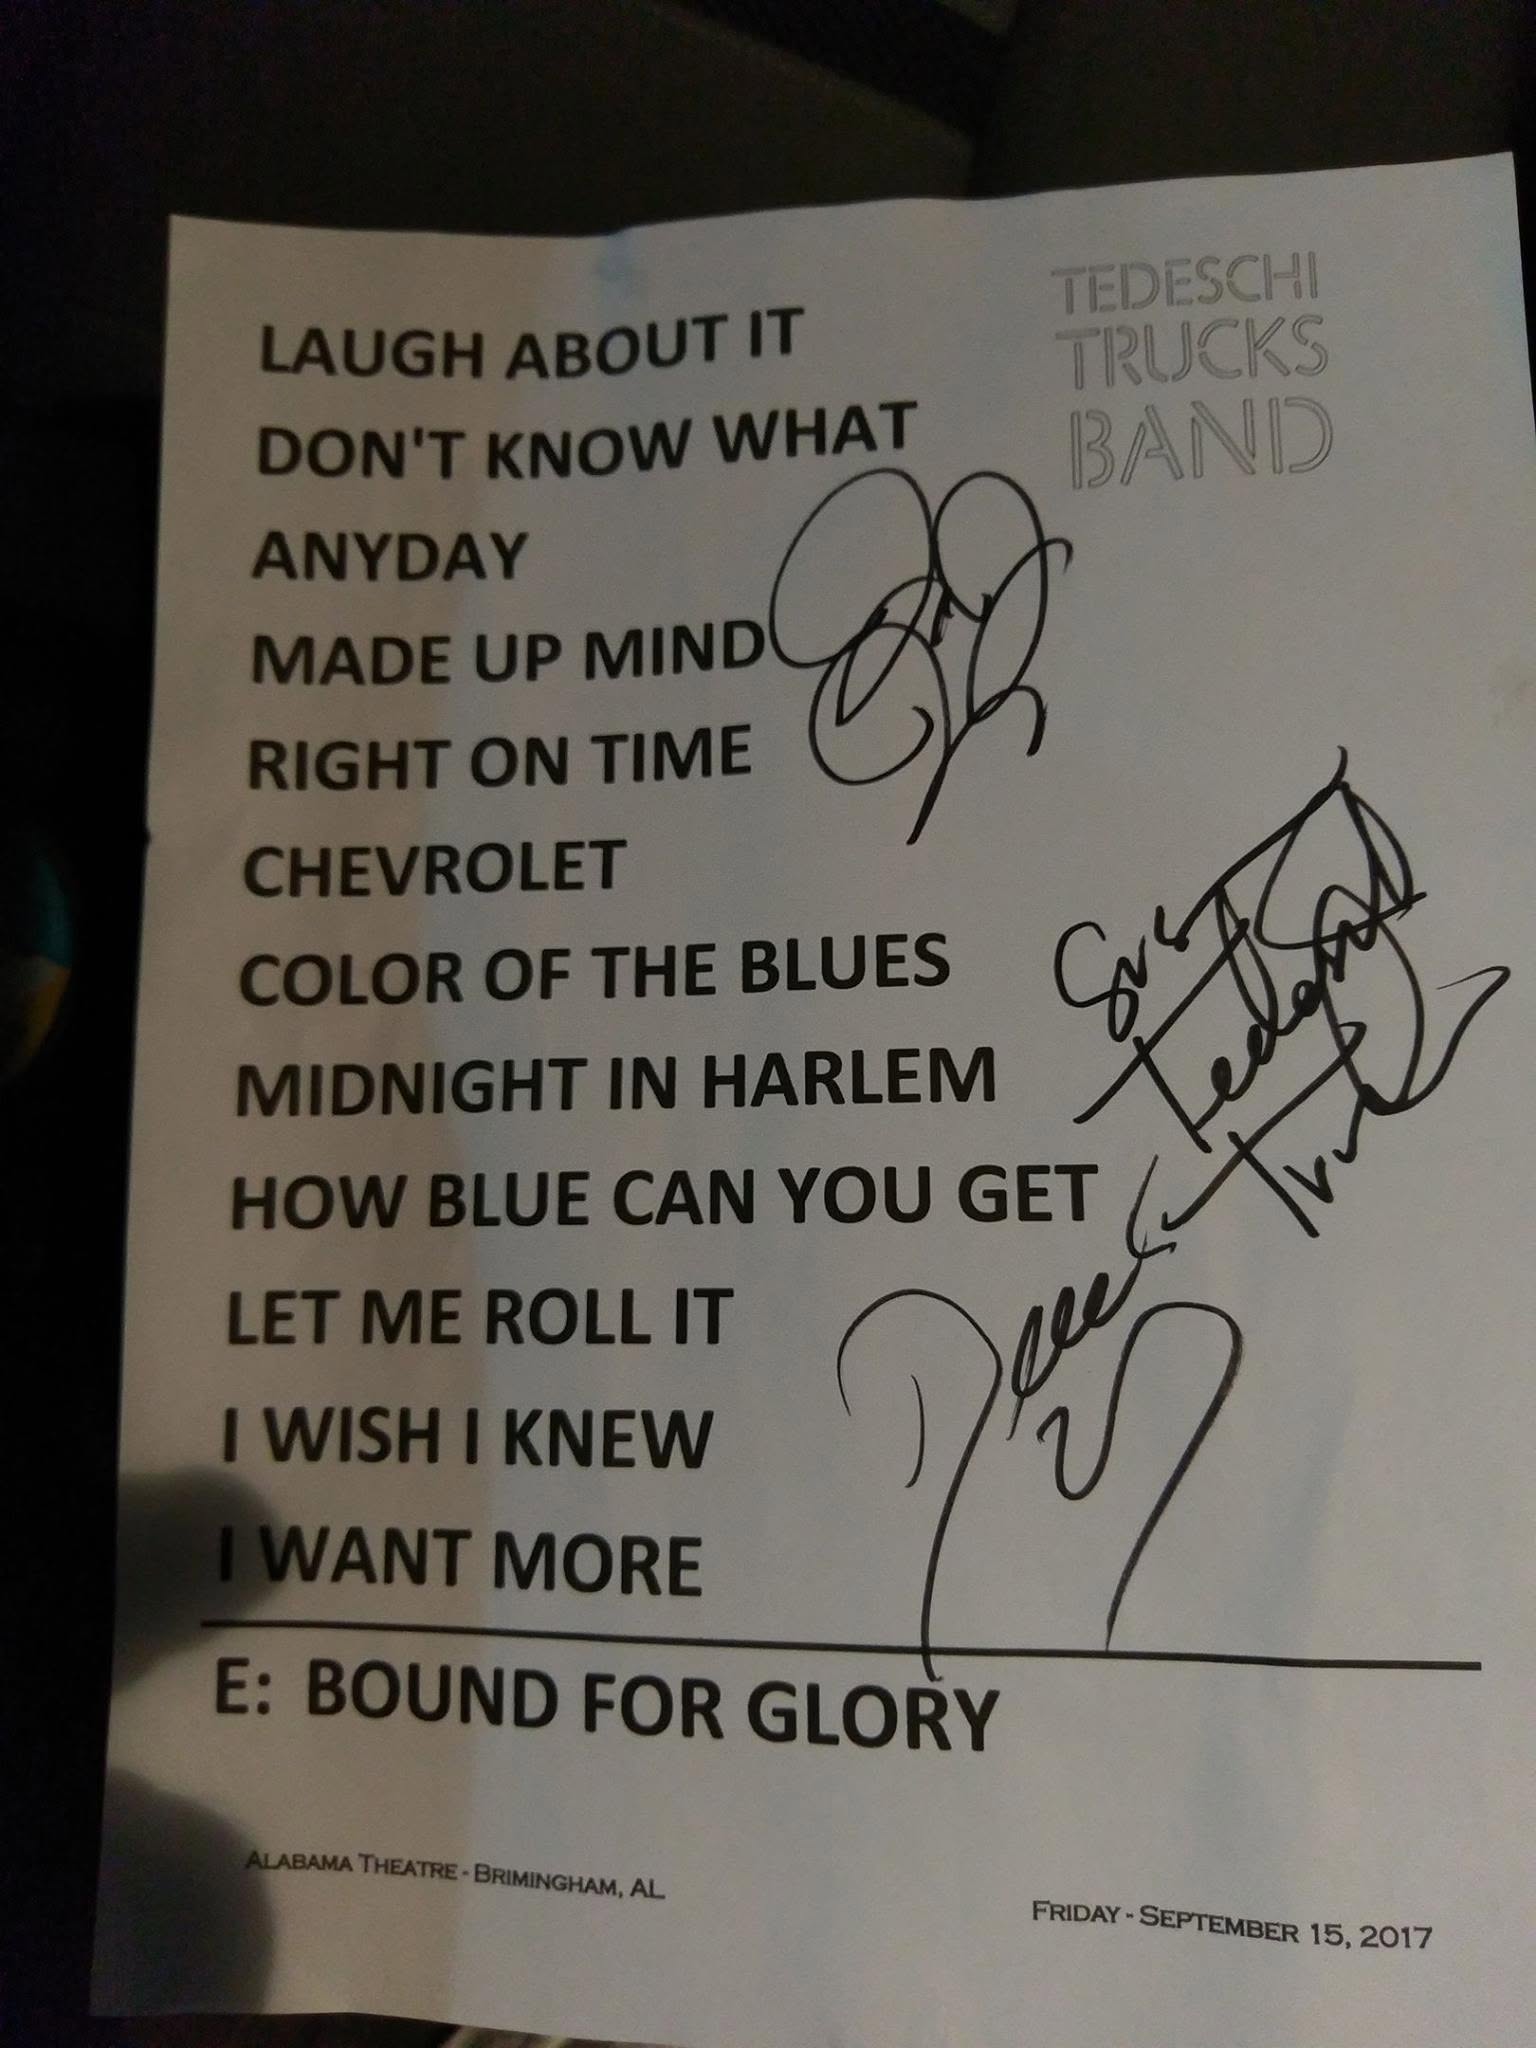 TEDESCHI
TRUCKS
BAND
LAUGH ABOUT IT
DON'T KNOW WHAT
ANYDAY
MADE UP MIND
RIGHT ON TIME
CHEVROLET
COLOR OF THE BLUES
MIDNIGHT IN HARLEM
HOW BLUE CAN YOU GET
LET ME ROLL IT
I WISH I KNEW
I WANT MORE
E: BOUND FOR GLORY
ALABAMA THEATRE - BRIMINGHAM, AL
FRIDAY - SEPTEMBER 15, 2017